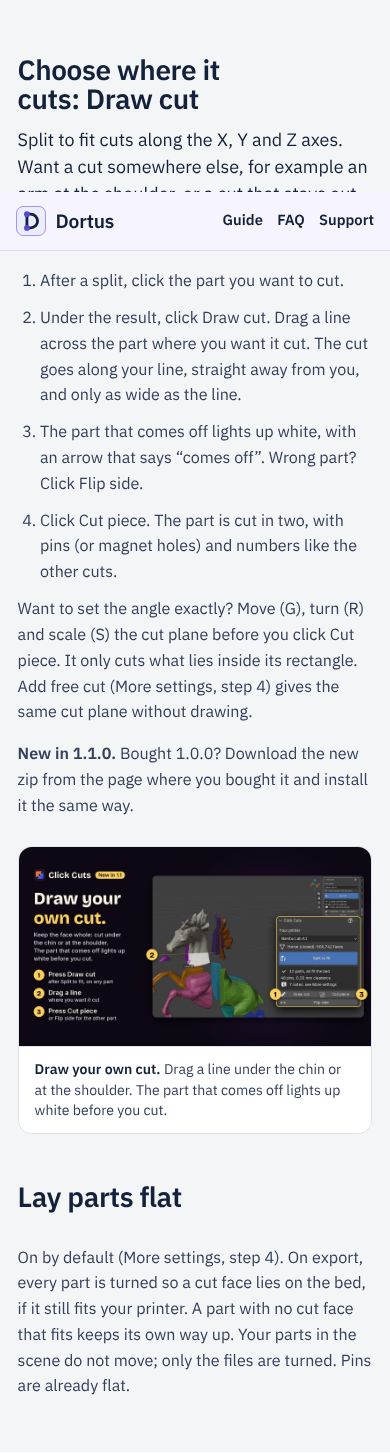 Choose where it
cuts: Draw cut
Split to fit cuts along the X, Y and Z axes.
Want a cut somewhere else, for example an
Dortus
Guide FAQ Support
1. After a split, click the part you want to cut.
2. Under the result, click Draw cut. Drag a line
across the part where you want it cut. The cut
goes along your line, straight away from you,
and only as wide as the line.
3. The part that comes off lights up white, with
an arrow that says “comes off”. Wrong part?
Click Flip side.
4. Click Cut piece. The part is cut in two, with
pins (or magnet holes) and numbers like the
other cuts.
Want to set the angle exactly? Move (G), turn (R)
and scale (S) the cut plane before you click Cut
piece. It only cuts what lies inside its rectangle.
Add free cut (More settings, step 4) gives the
same cut plane without drawing.
New in 1.1.0. Bought 1.0.0? Download the new
zip from the page where you bought it and install
it the same way.
Click Cuts New in 1.1
Draw your
own cut.
Keep the face whole: cut under
the chin or at the shoulder.
The part that comes off lights up
white before you cut.
1 Press Draw cut
after Split to fit, on any part
2 Drag a line
where you want it cut
3 Press Cut piece
or Flip side for the other part
2
Click Cuts
Your printer
Split to fit
1
3
Draw your own cut. Drag a line under the chin or
at the shoulder. The part that comes off lights up
white before you cut.
Lay parts flat
On by default (More settings, step 4). On export,
every part is turned so a cut face lies on the bed,
if it still fits your printer. A part with no cut face
that fits keeps its own way up. Your parts in the
scene do not move; only the files are turned. Pins
are already flat.